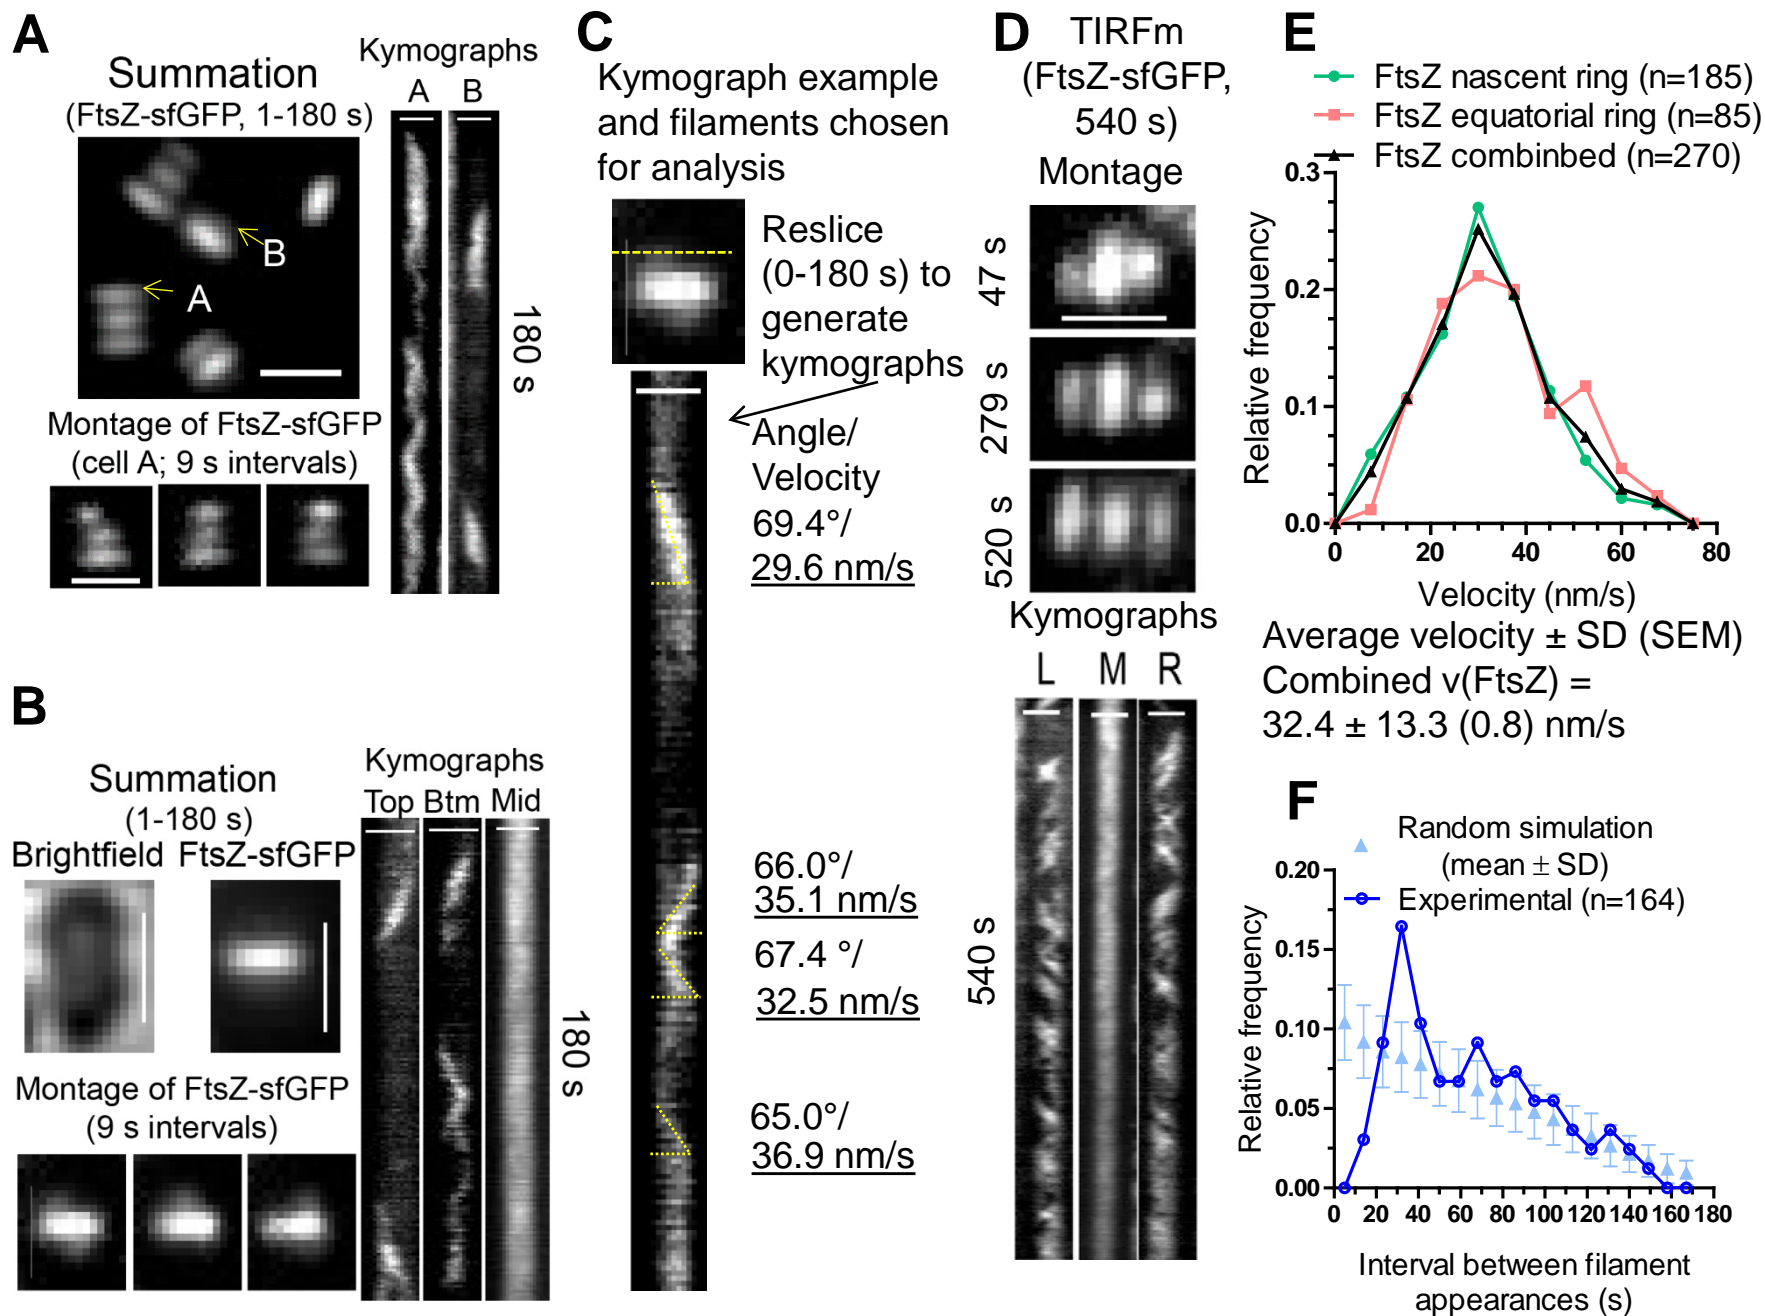 A
Summation
(FtsZ-sfGFP, 1-180 s)
B
A
Kymographs
A B
180 s
Montage of FtsZ-sfGFP
(cell A; 9 s intervals)
B
Summation
(1-180 s)
Brightfield FtsZ-sfGFP
Kymographs
Top Btm Mid
180 s
Montage of FtsZ-sfGFP
(9 s intervals)
C
Kymograph example
and filaments chosen
for analysis
Reslice
(0-180 s) to
generate
kymographs
Angle/
Velocity
69.4°/
29.6 nm/s
66.0°/
35.1 nm/s
67.4 °/
32.5 nm/s
65.0°/
36.9 nm/s
D
TIRFm
(FtsZ-sfGFP,
540 s)
Montage
47 s
279 s
520 s
Kymographs
L M R
540 s
E
FtsZ nascent ring (n=185)
FtsZ equatorial ring (n=85)
FtsZ combinbed (n=270)
Relative frequency
0.3
0.2
0.1
0.0
0 20 40 60 80
Velocity (nm/s)
Average velocity ± SD (SEM)
Combined v(FtsZ) =
32.4 ± 13.3 (0.8) nm/s
F
Random simulation
(mean ± SD)
Experimental (n=164)
Relative frequency
0.20
0.15
0.10
0.05
0.00
0 20 40 60 80 100 120 140 160 180
Interval between filament
appearances (s)